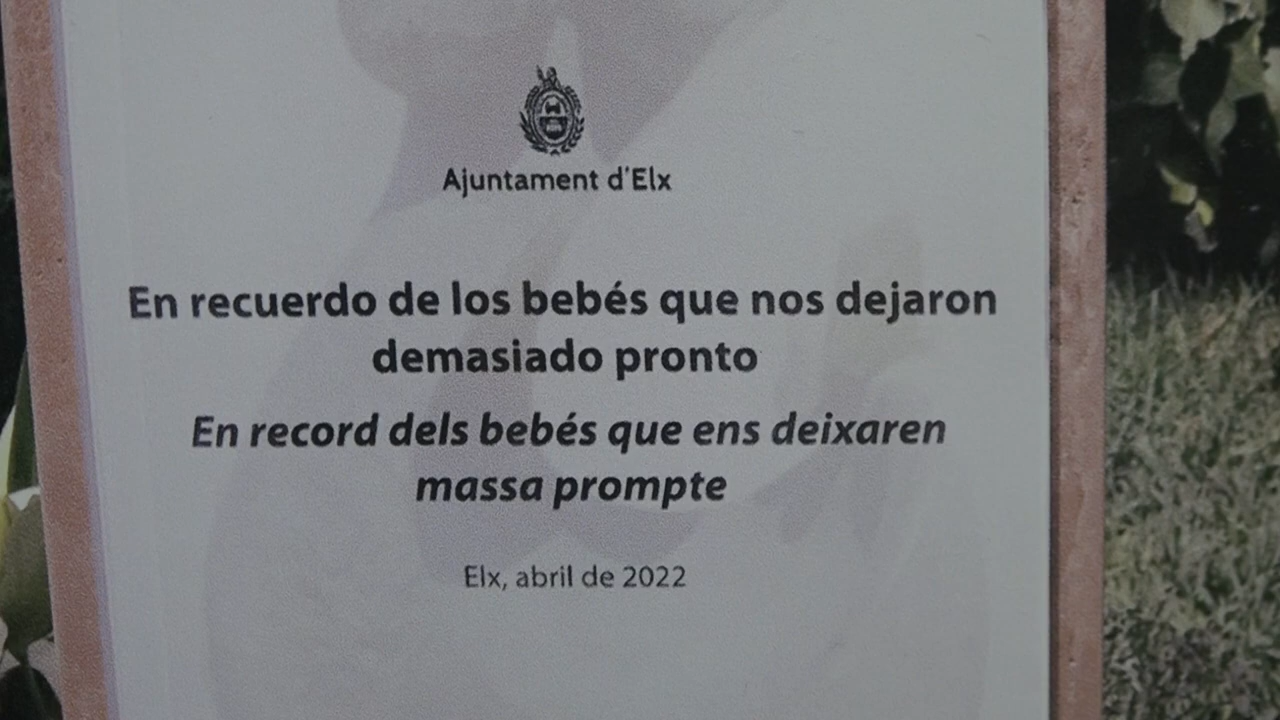 Ajuntament d'Elx
En recuerdo de los bebés que nos dejaron
demasiado pronto
En record dels bebés que ens deixaren
massa prompte
Elx, abril de 2022